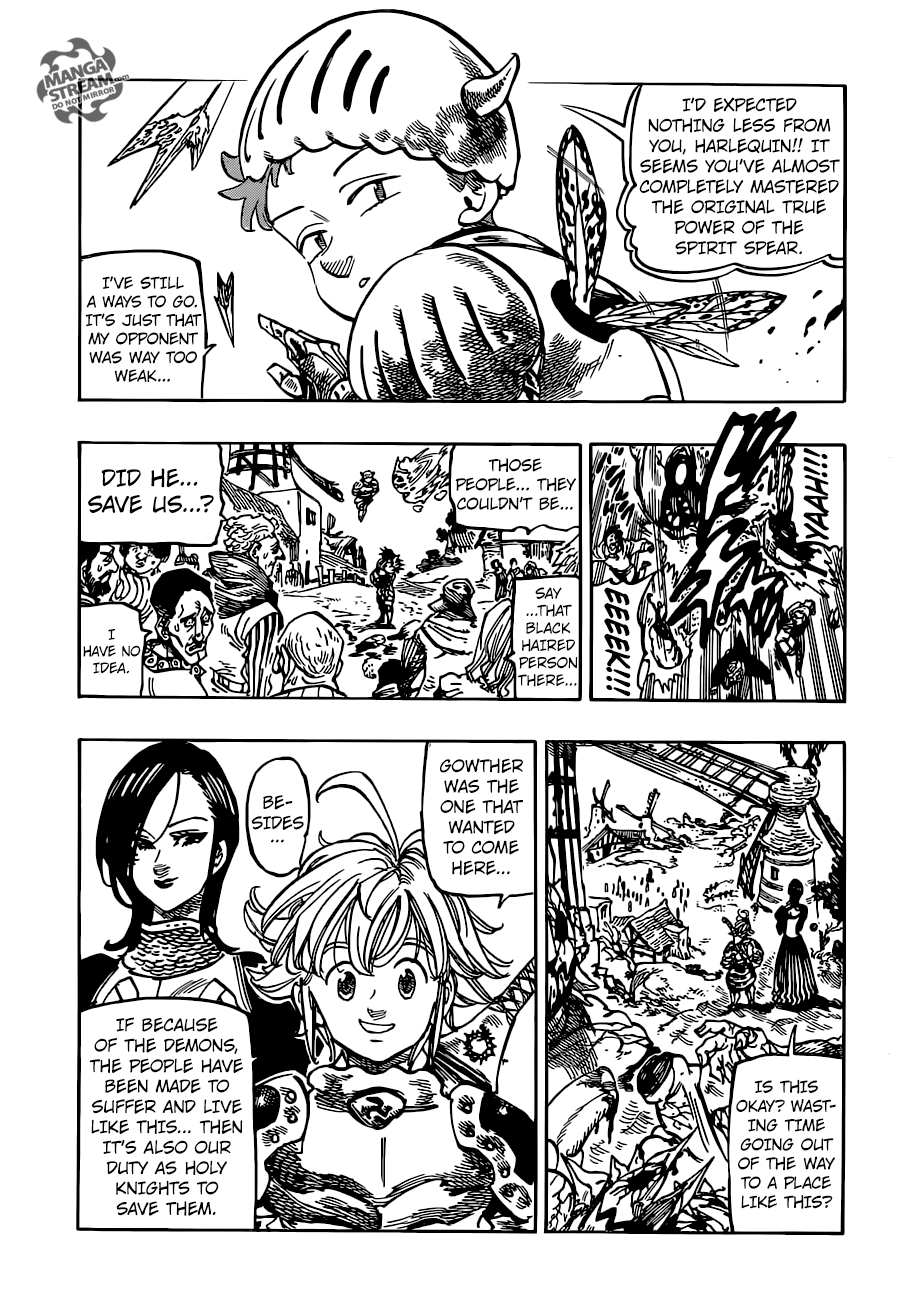 MANGA
STREAM.com
DO NOT MIRROR
I'D EXPECTED
NOTHING LESS FROM
YOU, HARLEQUIN!! IT
SEEMS YOU'VE ALMOST
COMPLETELY MASTERED
THE ORIGINAL TRUE
POWER OF THE
SPIRIT SPEAR.
I'VE STILL
A WAYS TO GO.
IT'S JUST THAT
MY OPPONENT
WAS WAY TOO
WEAK...
KYAAH!!!
EEEEK!!!
THOSE
PEOPLE... THEY
COULDN'T BE...
SAY
...THAT
BLACK
HAIRED
PERSON
THERE...
DID HE...
SAVE US...?
I
HAVE NO
IDEA.
IS THIS
OKAY? WAST-
ING TIME
GOING OUT
OF THE WAY
TO A PLACE
LIKE THIS?
GOWTHER
WAS THE
ONE THAT
WANTED
TO COME
HERE...
BE-
SIDES
...
IF BECAUSE
OF THE DEMONS,
THE PEOPLE HAVE
BEEN MADE TO
SUFFER AND LIVE
LIKE THIS... THEN
IT'S ALSO OUR
DUTY AS HOLY
KNIGHTS TO
SAVE THEM.